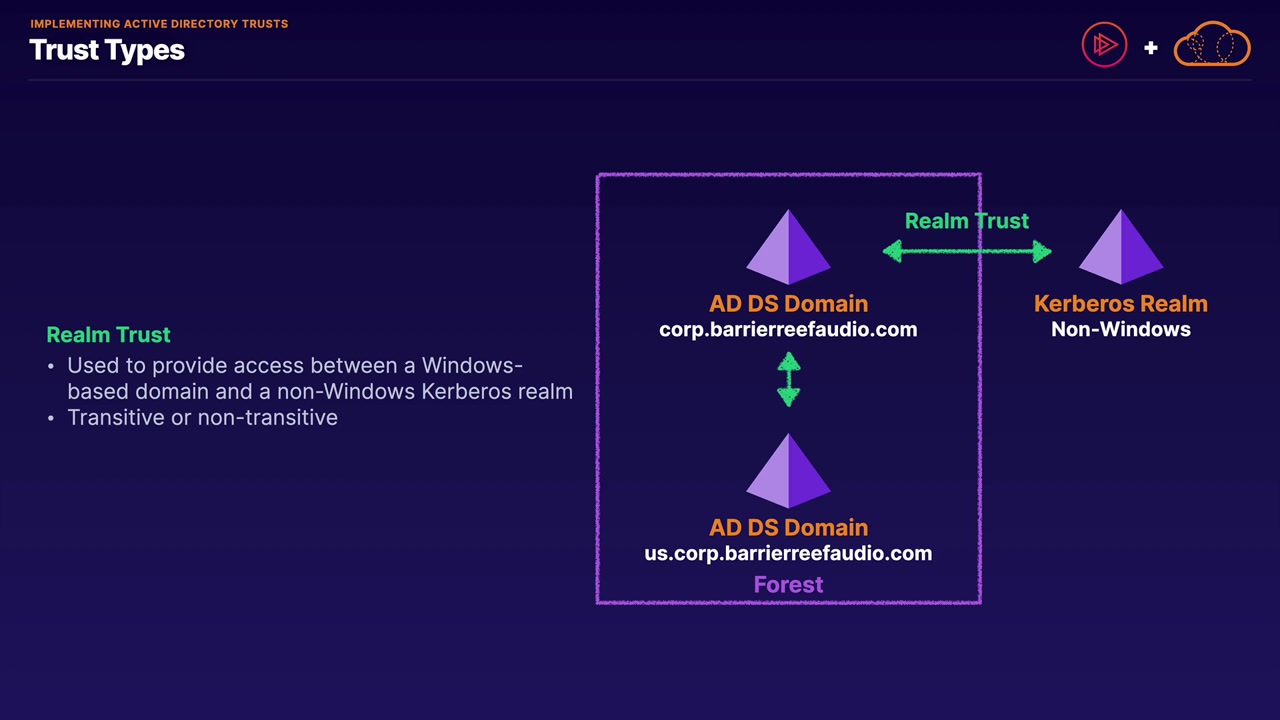 IMPLEMENTING ACTIVE DIRECTORY TRUSTS
Trust Types
+
Realm Trust
• Used to provide access between a Windows-
based domain and a non-Windows Kerberos realm
• Transitive or non-transitive
Realm Trust
AD DS Domain
corp.barrierreefaudio.com
Kerberos Realm
Non-Windows
AD DS Domain
us.corp.barrierreefaudio.com
Forest